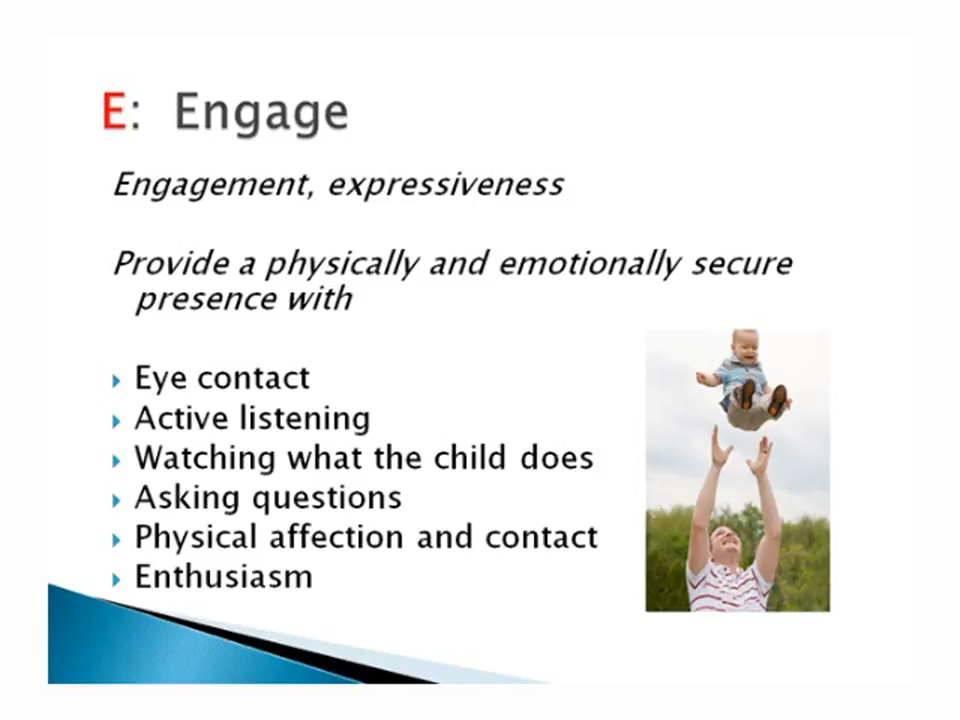 E: Engage
Engagement, expressiveness
Provide a physically and emotionally secure
presence with
Eye contact
Active listening
Watching what the child does
Asking questions
Physical affection and contact
Enthusiasm